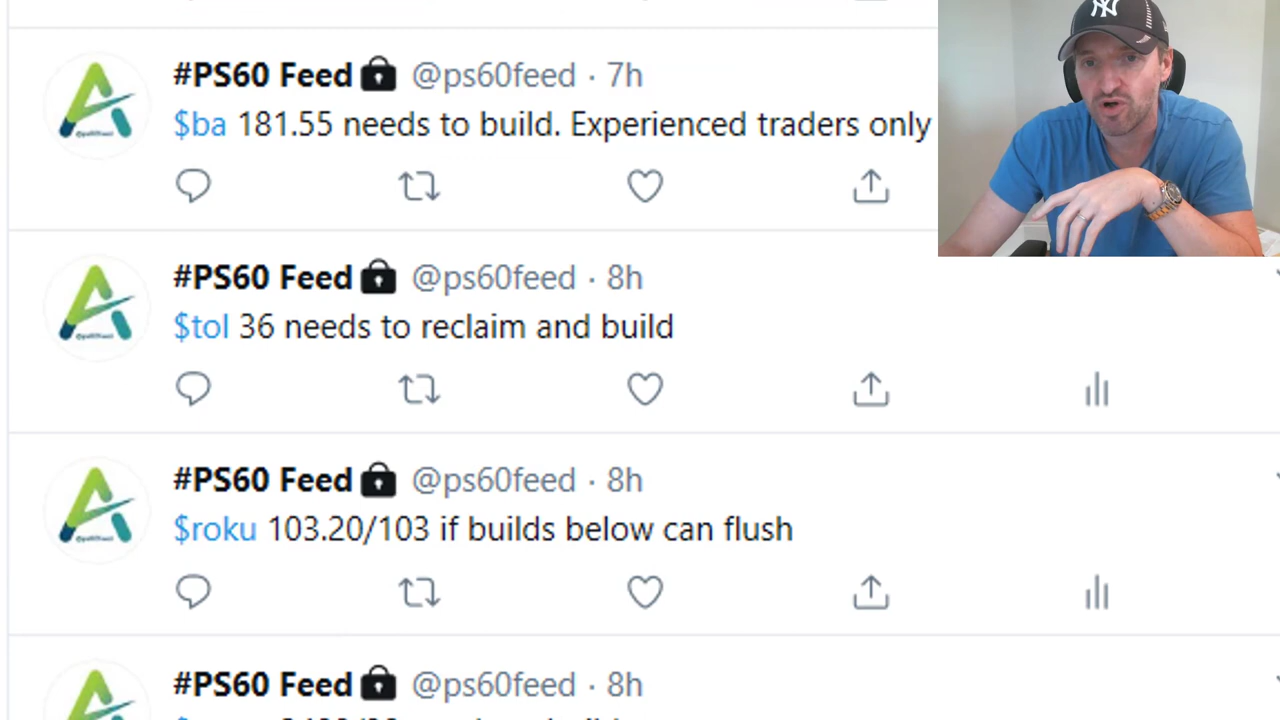 #PS60 Feed @ps60feed · 7h
$ba 181.55 needs to build. Experienced traders only
#PS60 Feed @ps60feed · 8h
$tol 36 needs to reclaim and build
#PS60 Feed @ps60feed · 8h
$roku 103.20/103 if builds below can flush
#PS60 Feed @ps60feed · 8h
NY